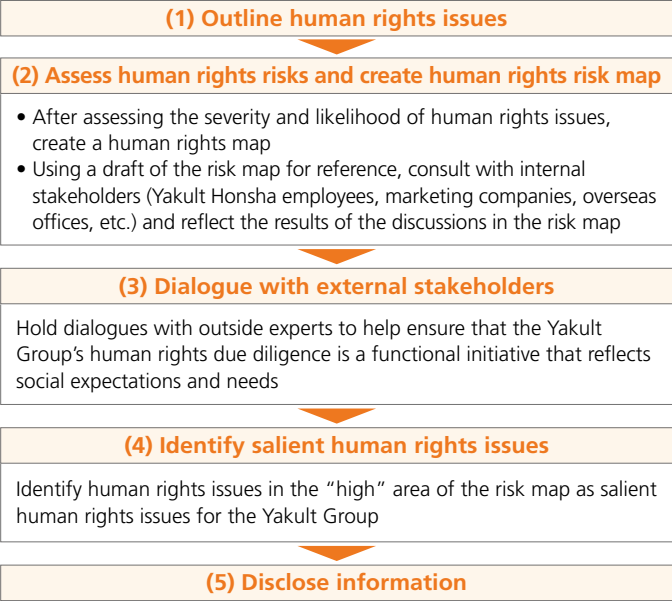 (1) Outline human rights issues
(2) Assess human rights risks and create human rights risk map
• After assessing the severity and likelihood of human rights issues,
create a human rights map
• Using a draft of the risk map for reference, consult with internal
stakeholders (Yakult Honsha employees, marketing companies, overseas
offices, etc.) and reflect the results of the discussions in the risk map
(3) Dialogue with external stakeholders
Hold dialogues with outside experts to help ensure that the Yakult
Group’s human rights due diligence is a functional initiative that reflects
social expectations and needs
(4) Identify salient human rights issues
Identify human rights issues in the “high” area of the risk map as salient
human rights issues for the Yakult Group
(5) Disclose information